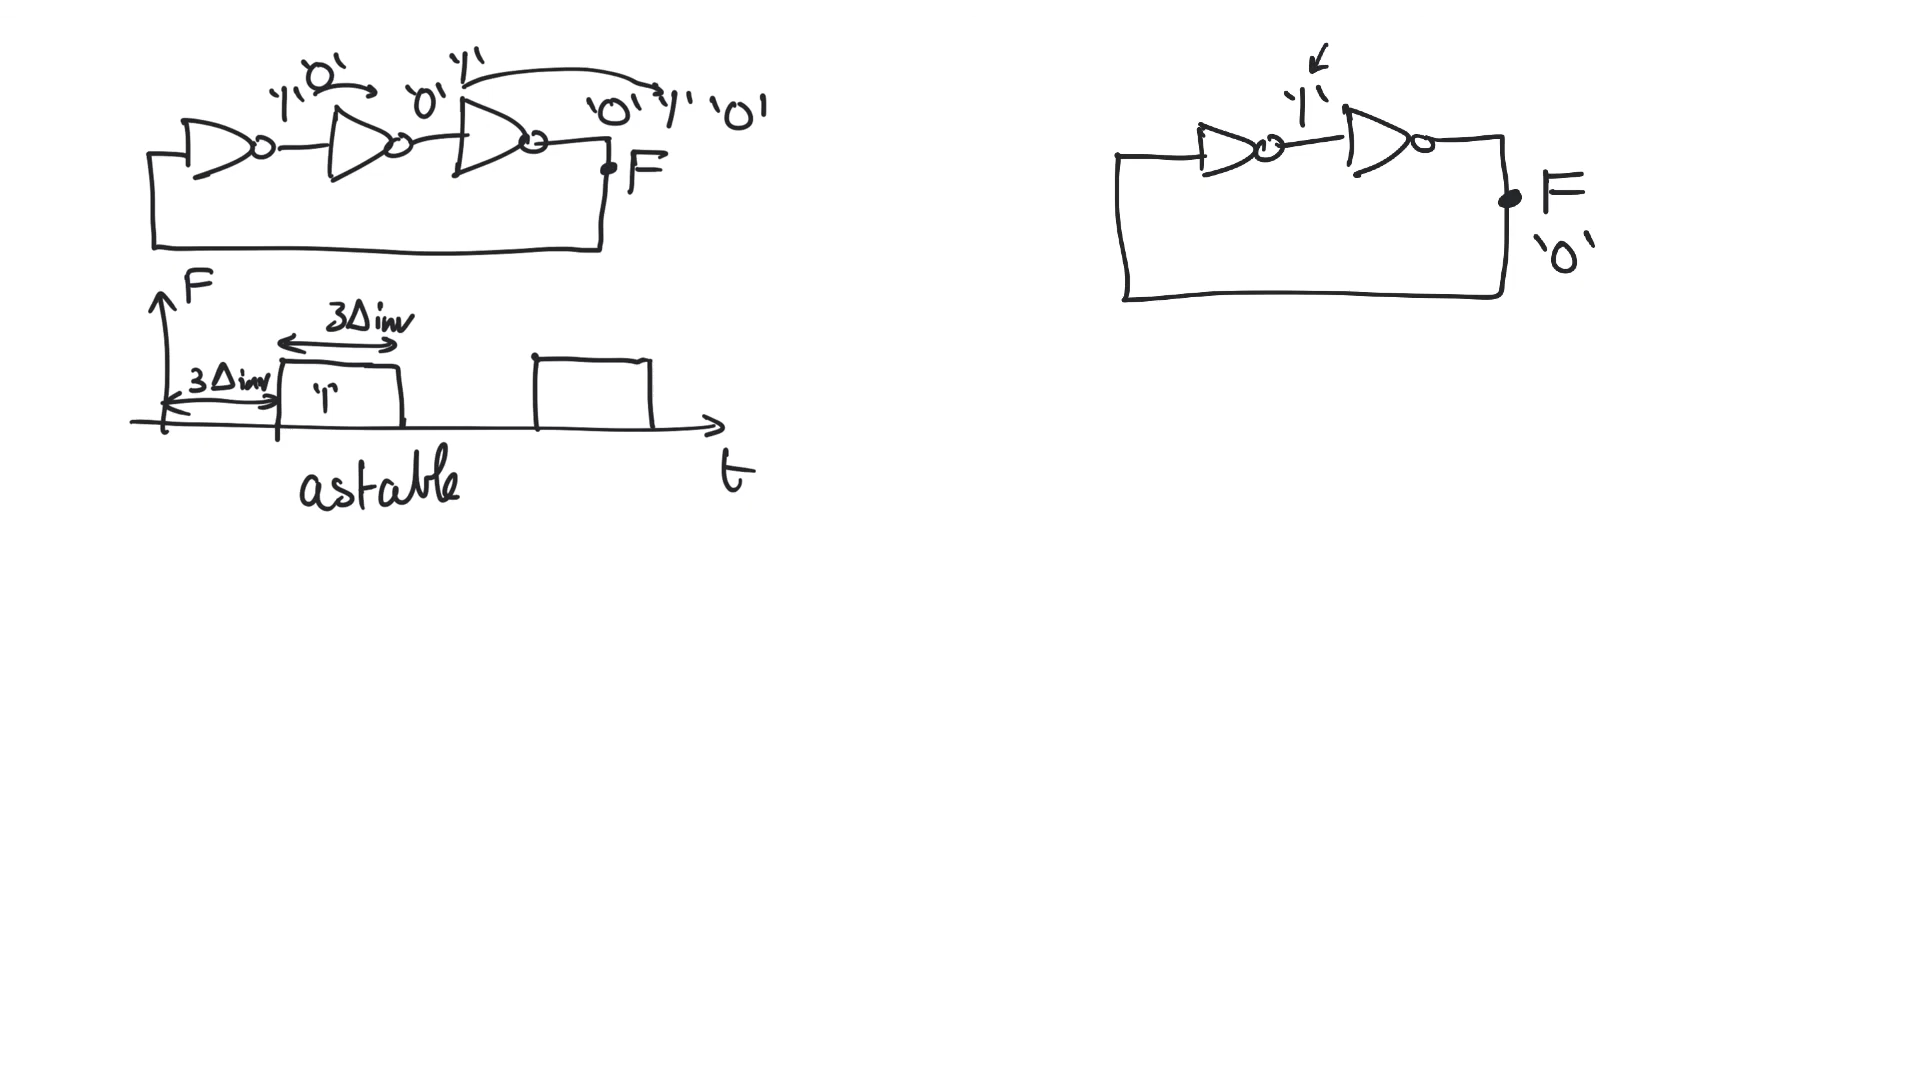 '1' '0' '0' '1' '0' '1' '0'
F
F
3Δinv
3Δinv
'1'
astable
t
'1'
F
'0'